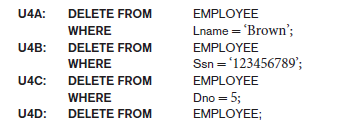 U4A: DELETE FROM EMPLOYEE
WHERE Lname = ‘Brown’;
U4B: DELETE FROM EMPLOYEE
WHERE Ssn = ‘123456789’;
U4C: DELETE FROM EMPLOYEE
WHERE Dno = 5;
U4D: DELETE FROM EMPLOYEE;